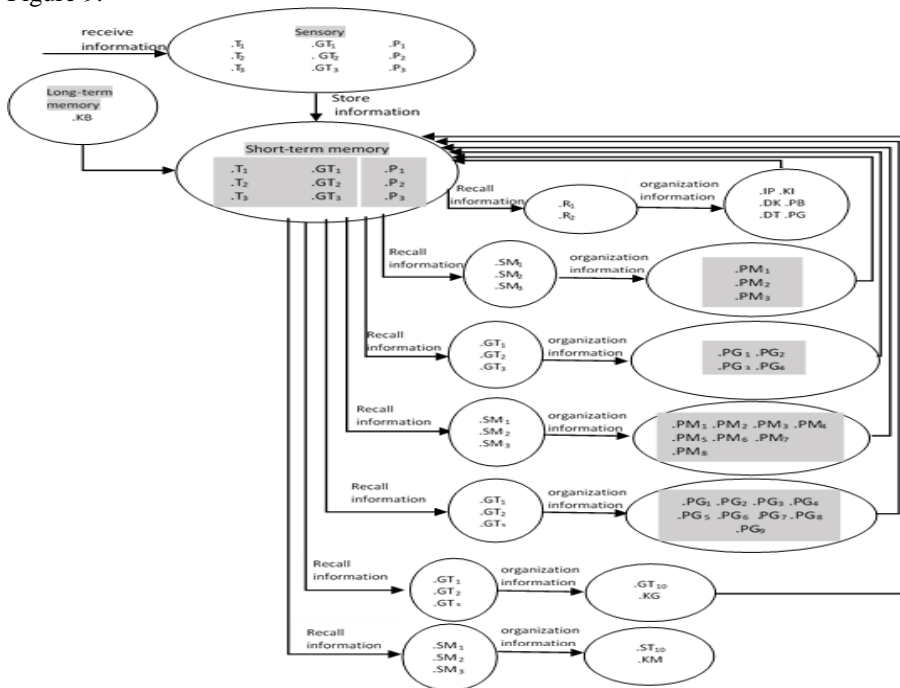 Figure 9.
receive
information
Sensory
.T₁ .GT₁ .P₁
.T₂ . GT₂ .P₂
.T₃ .GT₃ .P₃
Long-term
memory
.KB
Store
information
Short-term memory
.T₁ .GT₁ .P₁
.T₂ .GT₂ .P₂
.T₃ .GT₃ .P₃
Recall
information
.R₁
.R₂
organization
information
.IP .KI
.DK .PB
.DT .PG
Recall
information
.SM₁
.SM₂
.SM₃
organization
information
.PM₁
.PM₂
.PM₃
Recall
information
.GT₁
.GT₂
.GT₃
organization
information
.PG₁ .PG₂
.PG₃ .PG₄
Recall
information
.SM₁
.SM₂
.SM₃
organization
information
.PM₁ .PM₂ .PM₃ .PM₄
.PM₅ .PM₆ .PM₇
.PM₈
Recall
information
.GT₁
.GT₂
organization
information
.PG₁ .PG₂ .PG₃ .PG₄
.PG₅ .PG₆ .PG₇ .PG₈
.PG₉
Recall
information
.GT₁
.GT₂
organization
information
.GT₁₀
.KG
Recall
information
.SM₁
.SM₂
.SM₃
organization
information
.ST₁₀
.KM